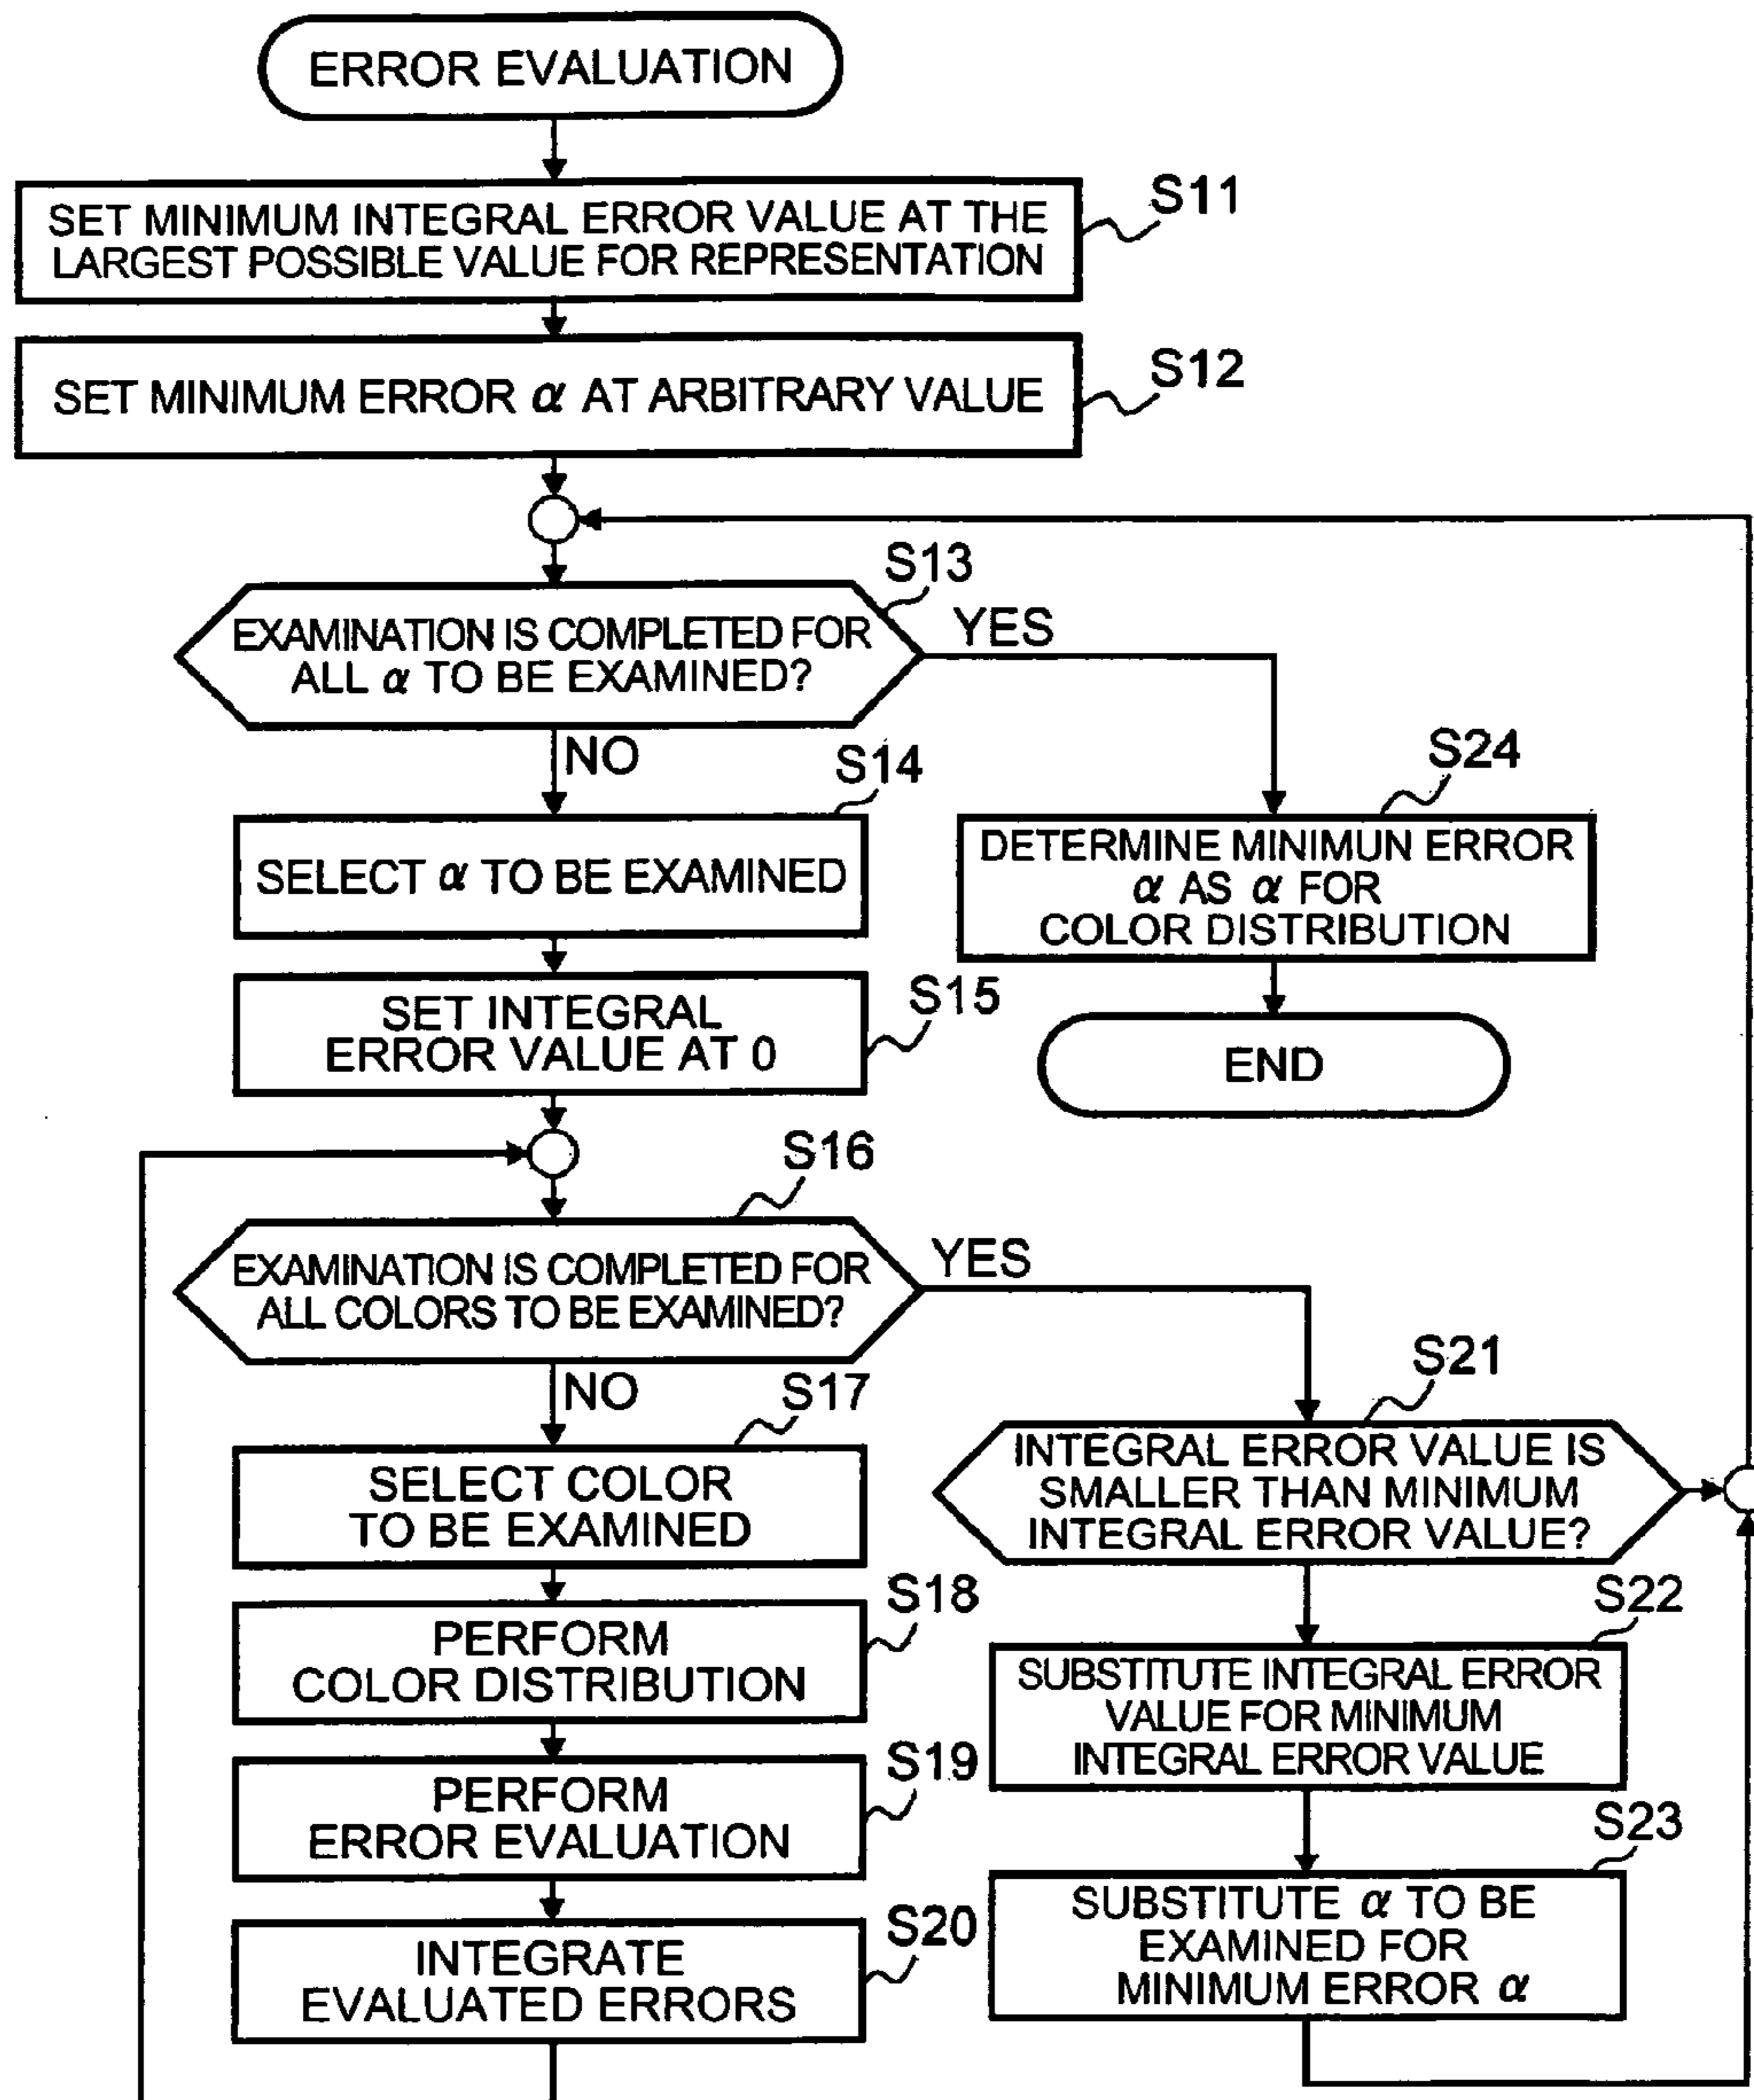 ERROR EVALUATION
SET MINIMUM INTEGRAL ERROR VALUE AT THE
LARGEST POSSIBLE VALUE FOR REPRESENTATION
S11
SET MINIMUM ERROR α AT ARBITRARY VALUE
S12
S13
EXAMINATION IS COMPLETED FOR
ALL α TO BE EXAMINED?
YES
NO
S14
SELECT α TO BE EXAMINED
S24
DETERMINE MINIMUN ERROR
α AS α FOR
COLOR DISTRIBUTION
SET INTEGRAL
ERROR VALUE AT 0
S15
END
S16
EXAMINATION IS COMPLETED FOR
ALL COLORS TO BE EXAMINED?
YES
NO
S17
SELECT COLOR
TO BE EXAMINED
S21
INTEGRAL ERROR VALUE IS
SMALLER THAN MINIMUM
INTEGRAL ERROR VALUE?
S18
PERFORM
COLOR DISTRIBUTION
S22
SUBSTITUTE INTEGRAL ERROR
VALUE FOR MINIMUM
INTEGRAL ERROR VALUE
S19
PERFORM
ERROR EVALUATION
S23
SUBSTITUTE α TO BE
EXAMINED FOR
MINIMUM ERROR α
S20
INTEGRATE
EVALUATED ERRORS